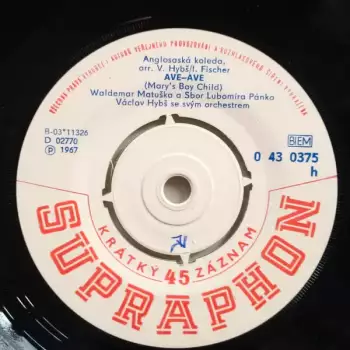 Anglosaská koleda,
arr. V. Hybš/I. Fischer
AVE-AVE
(Mary's Boy Child)
Waldemar Matuška a Sbor Lubomíra Pánka
Václav Hybš se svým orchestrem
R-03*11326
D 02770
℗ 1967
BIEM
0 43 0375
h
KRÁTKÝ 45 ZÁZNAM
SUPRAPHON